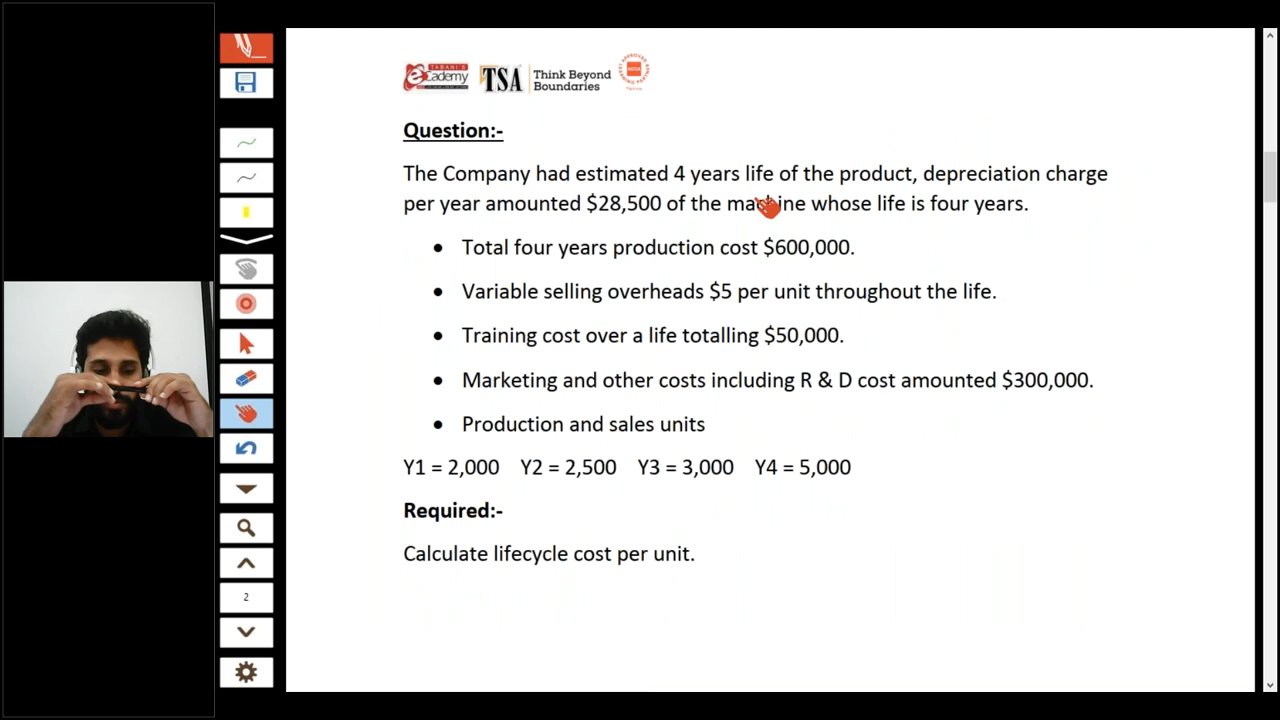 TABANI'S
eCademy
TSA
Think Beyond
Boundaries
ACCA
Question:-
The Company had estimated 4 years life of the product, depreciation charge
per year amounted $28,500 of the machine whose life is four years.
• Total four years production cost $600,000.
• Variable selling overheads $5 per unit throughout the life.
• Training cost over a life totalling $50,000.
• Marketing and other costs including R & D cost amounted $300,000.
• Production and sales units
Y1 = 2,000 Y2 = 2,500 Y3 = 3,000 Y4 = 5,000
Required:-
Calculate lifecycle cost per unit.
2